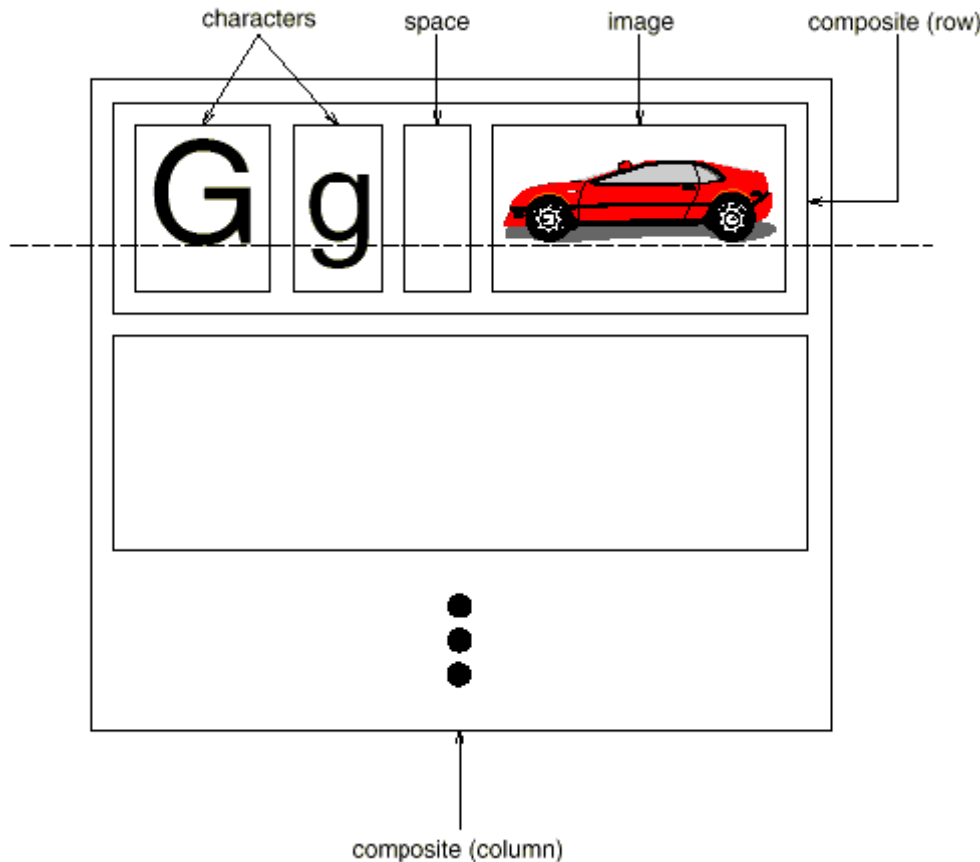 characters space image composite (row)
G g
composite (column)